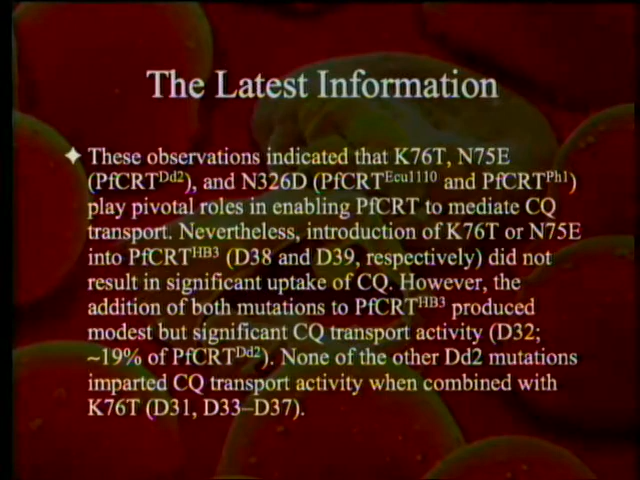 The Latest Information
✦ These observations indicated that K76T, N75E
(PfCRTᴰᵈ²), and N326D (PfCRTᴱᶜᵘ¹¹¹⁰ and PfCRTᴾʰ¹)
play pivotal roles in enabling PfCRT to mediate CQ
transport. Nevertheless, introduction of K76T or N75E
into PfCRTᴴᴮ³ (D38 and D39, respectively) did not
result in significant uptake of CQ. However, the
addition of both mutations to PfCRTᴴᴮ³ produced
modest but significant CQ transport activity (D32;
~19% of PfCRTᴰᵈ²). None of the other Dd2 mutations
imparted CQ transport activity when combined with
K76T (D31, D33–D37).